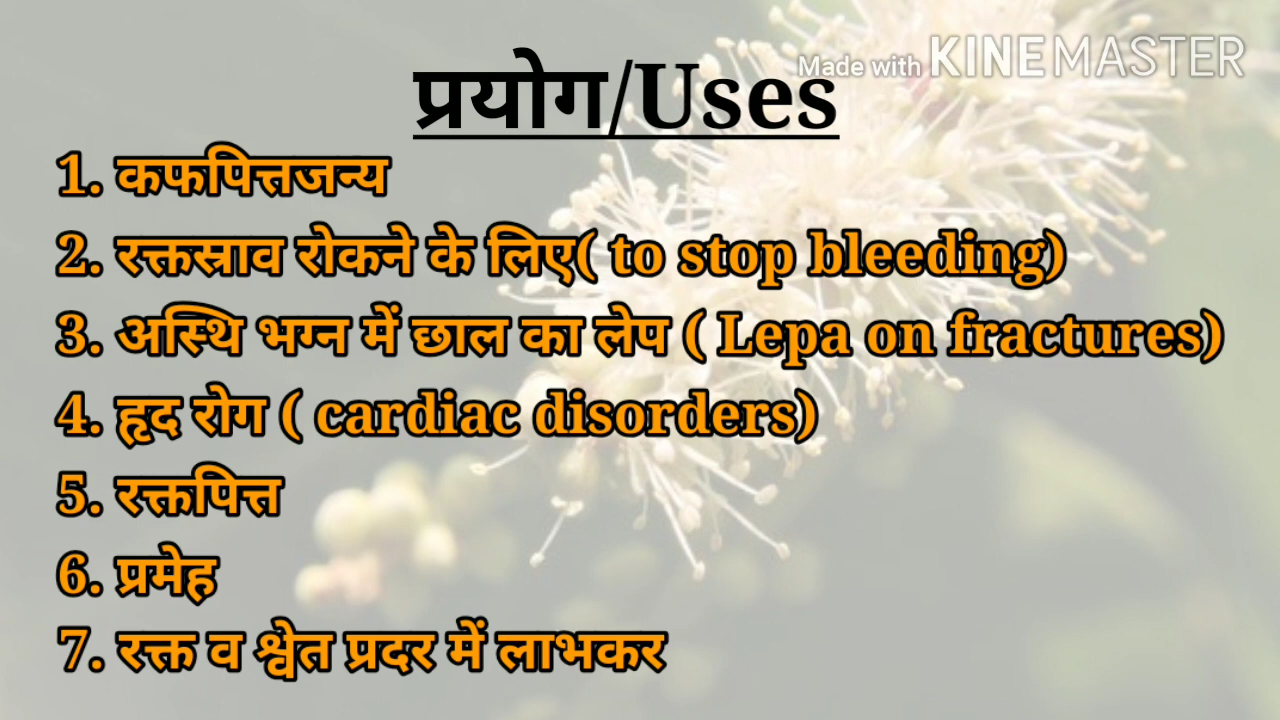 Made with KINEMASTER
प्रयोग/Uses
1. कफपित्तजन्य
2. रक्तस्राव रोकने के लिए( to stop bleeding)
3. अस्थि भग्न में छाल का लेप ( Lepa on fractures)
4. हृद रोग ( cardiac disorders)
5. रक्तपित्त
6. प्रमेह
7. रक्त व श्वेत प्रदर में लाभकर